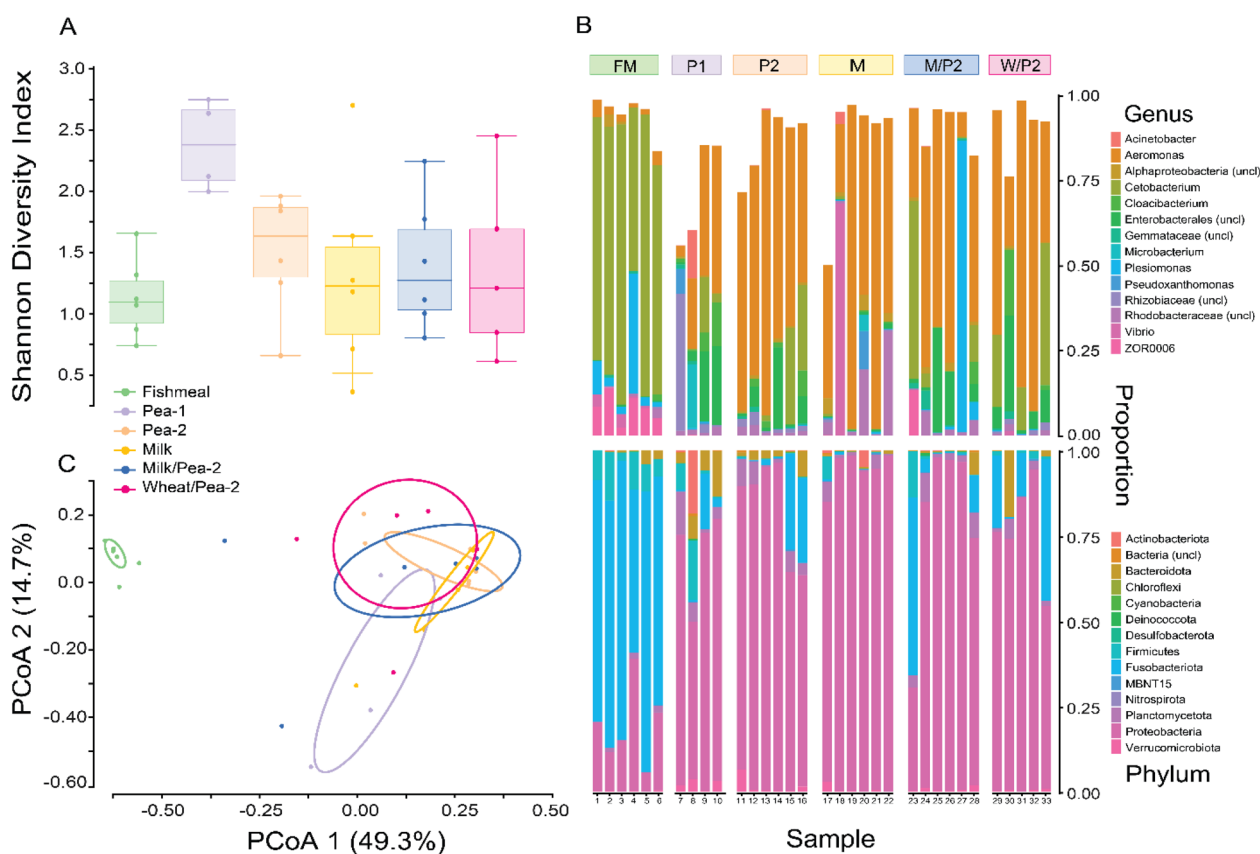 A
Shannon Diversity Index
3.0
2.5
2.0
1.5
1.0
0.5
Fishmeal
Pea-1
Pea-2
Milk
Milk/Pea-2
Wheat/Pea-2
C
PCoA 2 (14.7%)
0.2
0.0
-0.20
-0.40
-0.60
-0.50
-0.25
0.00
0.25
0.50
PCoA 1 (49.3%)
B
FM P1 P2 M M/P2 W/P2
1.00
0.75
0.50
0.25
0.00
Genus
Acinetobacter
Aeromonas
Alphaproteobacteria (uncl)
Cetobacterium
Cloacibacterium
Enterobacterales (uncl)
Gemmataceae (uncl)
Microbacterium
Plesiomonas
Pseudoxanthomonas
Rhizobiaceae (uncl)
Rhodobacteraceae (uncl)
Vibrio
ZOR0006
Proportion
1.00
0.75
0.50
0.25
0.00
Actinobacteriota
Bacteria (uncl)
Bacteroidota
Chloroflexi
Cyanobacteria
Deinococcota
Desulfobacterota
Firmicutes
Fusobacteriota
MBNT15
Nitrospirota
Planctomycetota
Proteobacteria
Verrucomicrobiota
Phylum
1 2 3 4 5 6 7 8 9 10 11 12 13 14 15 16 17 18 19 20 21 22 23 24 25 26 27 28 29 30 31 32 33
Sample